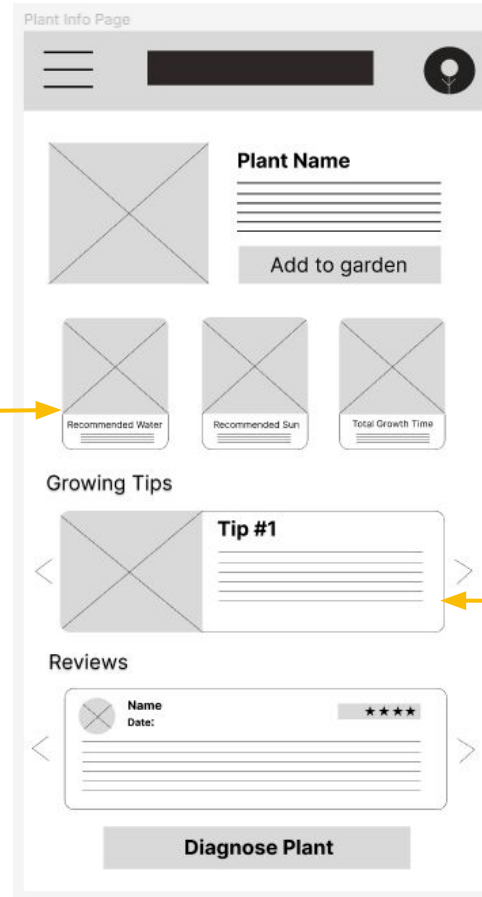 Plant Info Page
Plant Name
Add to garden
Recommended Water
Recommended Sun
Total Growth Time
Growing Tips
Tip #1
Reviews
Name
★★★★
Date:
Diagnose Plant